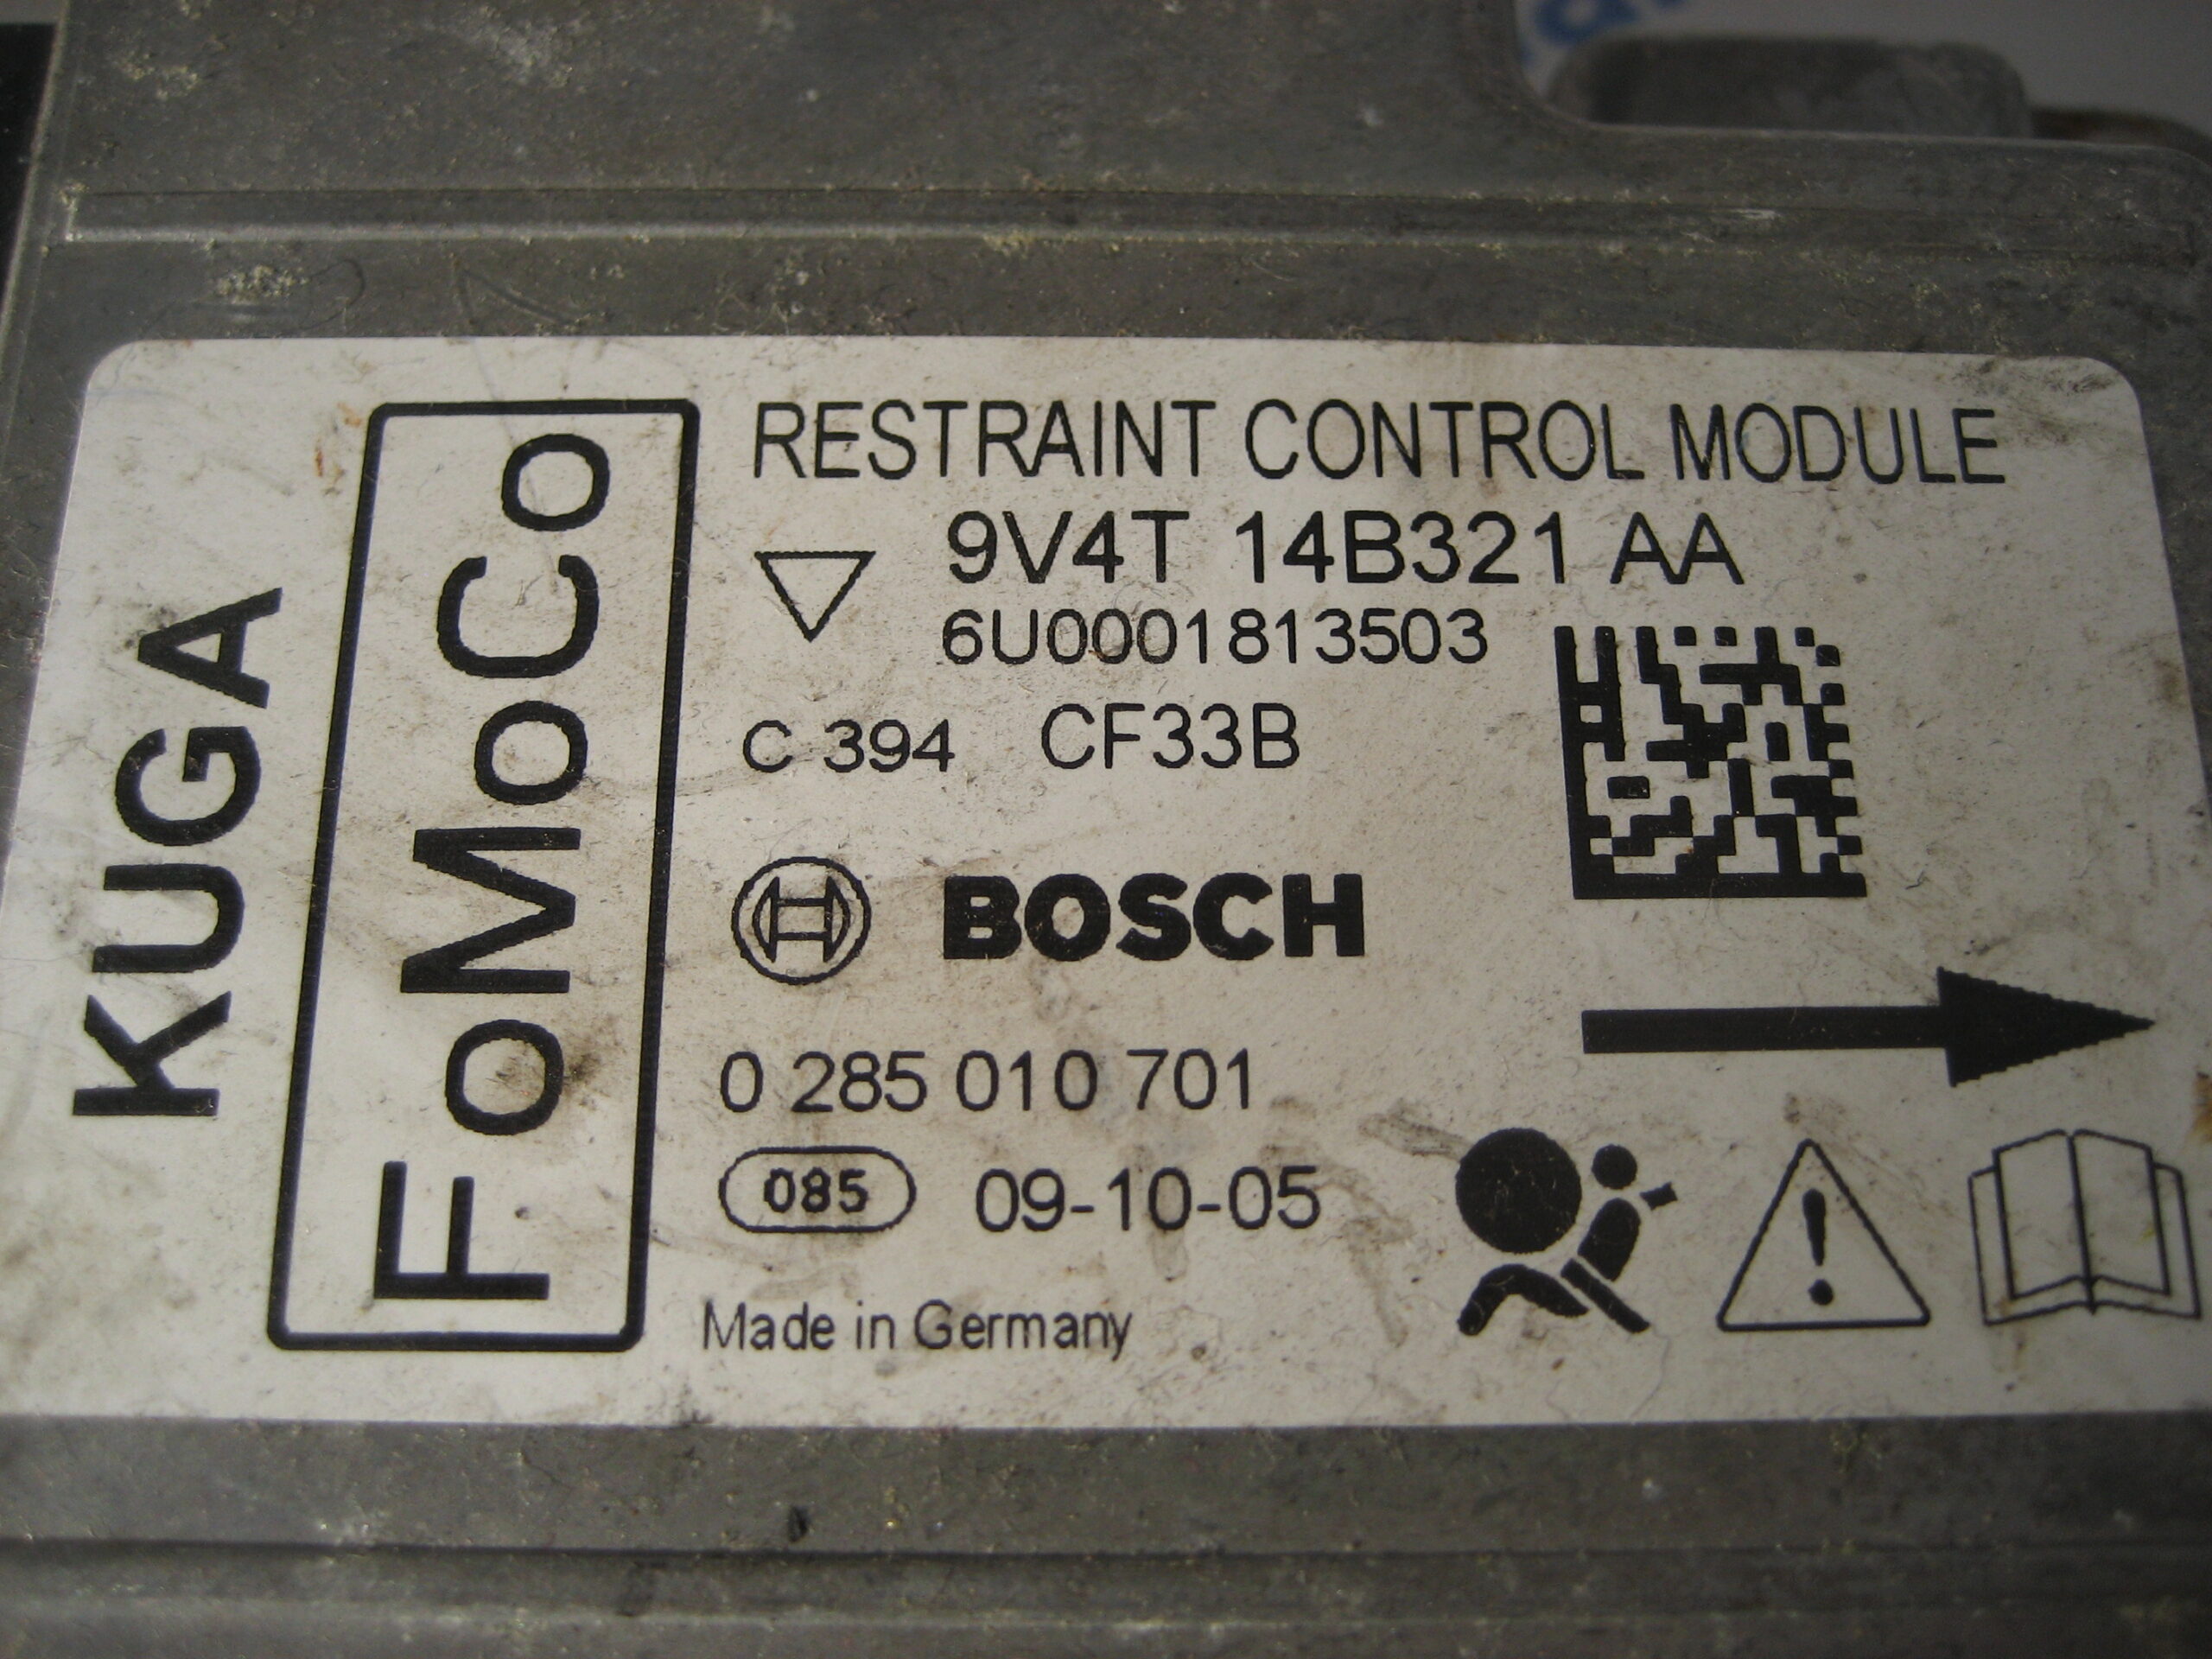 KUGA
FoMoCo
RESTRAINT CONTROL MODULE
9V4T 14B321 AA
6U0001813503
C 394 CF33B
BOSCH
0 285 010 701
085 09-10-05
Made in Germany